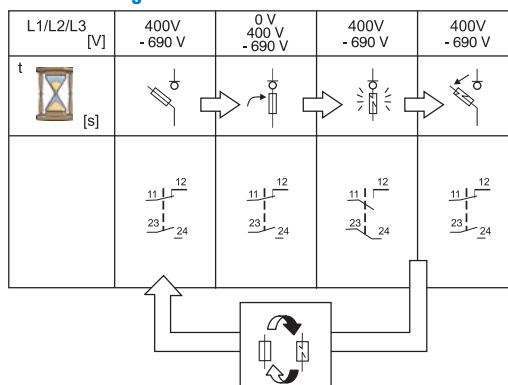 L1/L2/L3
[V]
400V
- 690 V
0 V
400 V
- 690 V
400V
- 690 V
400V
- 690 V
t
[s]
11 12
23 24
11 12
23 24
11 12
23 24
11 12
23 24